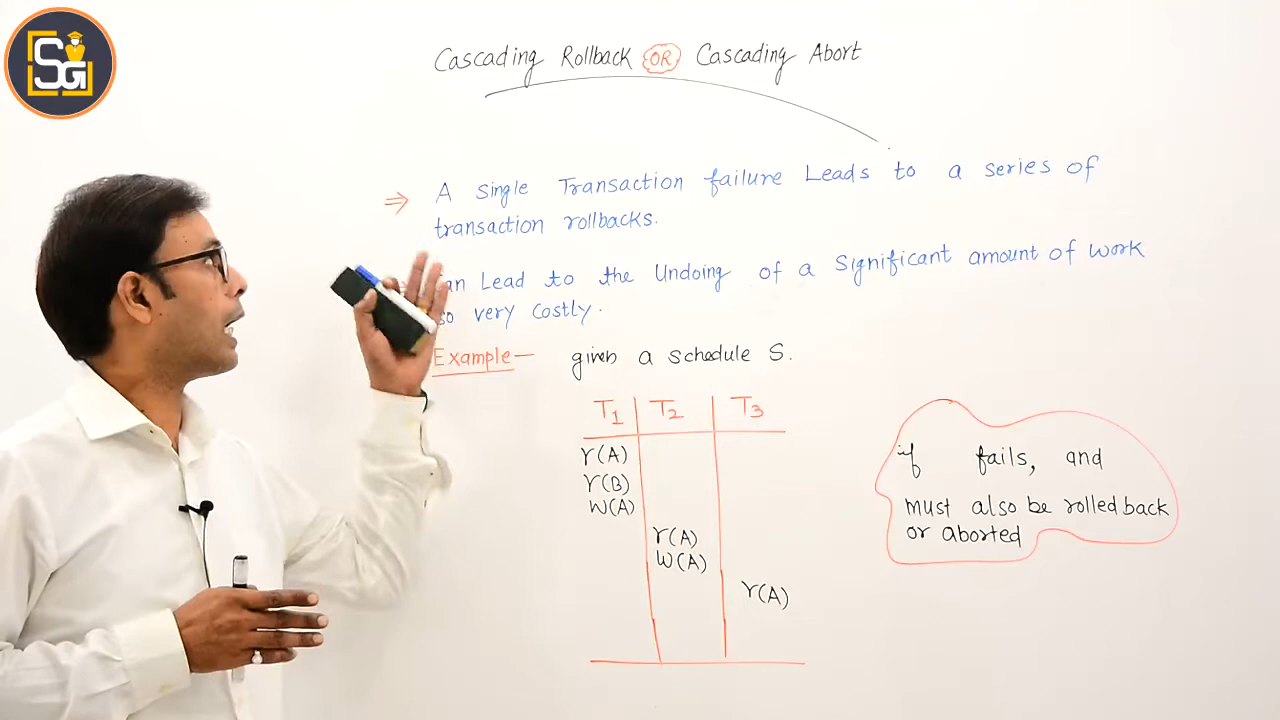 SG
Cascading Rollback OR Cascading Abort
⇒ A Single Transaction failure Leads to a series of
transaction rollbacks.
Lead to the Undoing of a Significant amount of work
so very Costly.
Example— given a schedule S.
T1 T2 T3
r(A)
r(B)
W(A)
r(A)
W(A)
r(A)
if fails, and
must also be rolled back
or aborted